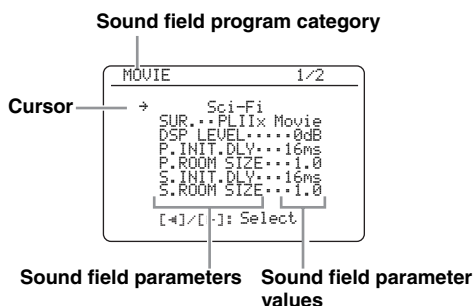 Sound field program category
MOVIE 1/2
Cursor
→ Sci-Fi
SUR.··PLIIx Movie
DSP LEVEL·····0dB
P.INIT.DLY···16ms
P.ROOM SIZE···1.0
S.INIT.DLY···16ms
S.ROOM SIZE···1.0
[◀]/[·]: Select
Sound field parameters Sound field parameter
values